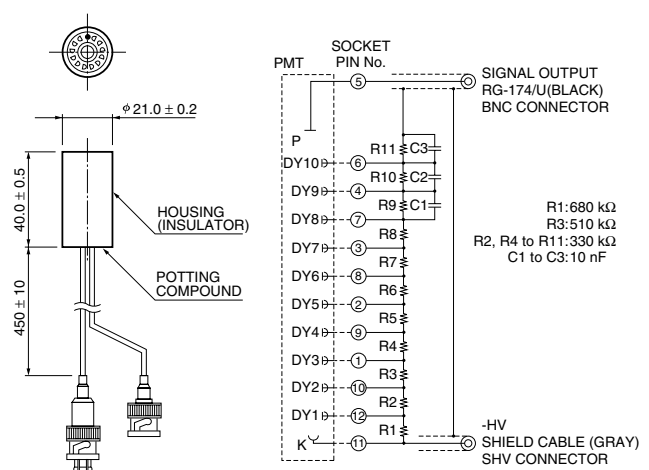 φ 21.0 ± 0.2
40.0 ± 0.5
450 ± 10
HOUSING
(INSULATOR)
POTTING
COMPOUND
SOCKET
PIN No.
PMT
5
SIGNAL OUTPUT
RG-174/U(BLACK)
BNC CONNECTOR
P
R11 C3
DY10 6
R10 C2
DY9 4
R9 C1
DY8 7
R8
DY7 3
R7
DY6 8
R6
DY5 2
R5
DY4 9
R4
DY3 1
R3
DY2 10
R2
DY1 12
R1
K 11
R1:680 kΩ
R3:510 kΩ
R2, R4 to R11:330 kΩ
C1 to C3:10 nF
-HV
SHIELD CABLE (GRAY)
SHV CONNECTOR